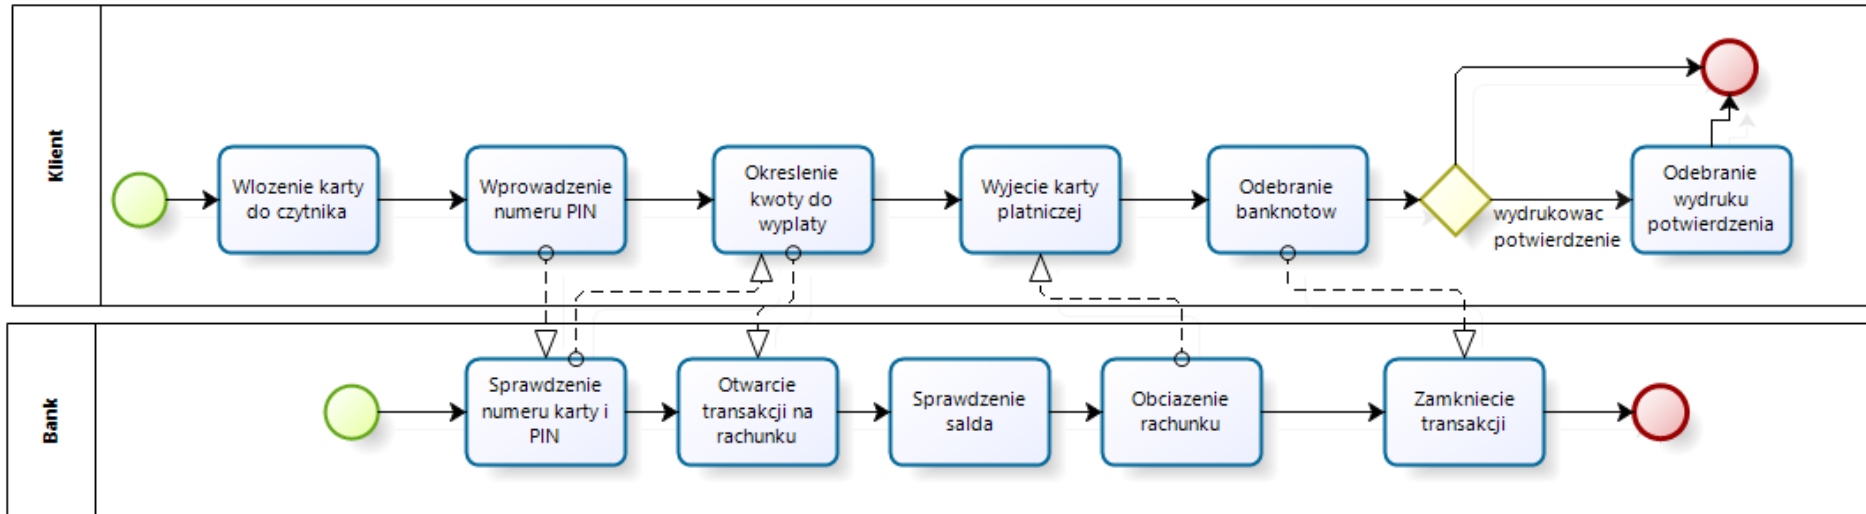 Klient
Wlozenie karty
do czytnika
Wprowadzenie
numeru PIN
Okreslenie
kwoty do
wyplaty
Wyjecie karty
platniczej
Odebranie
banknotow
wydrukowac
potwierdzenie
Odebranie
wydruku
potwierdzenia
Bank
Sprawdzenie
numeru karty i
PIN
Otwarcie
transakcji na
rachunku
Sprawdzenie
salda
Obciazenie
rachunku
Zamkniecie
transakcji